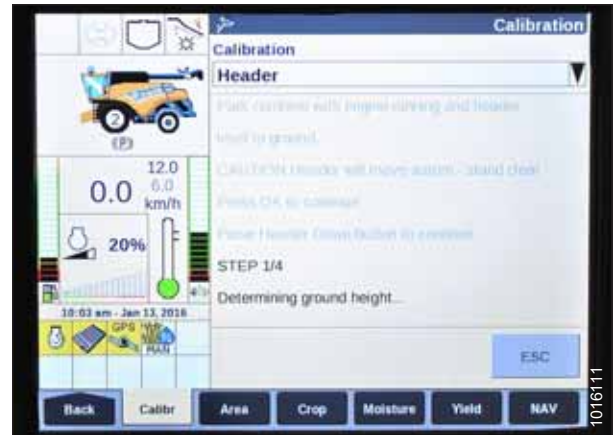 Calibration
Calibration
Header
Park combine with engine running and header
level to ground.
CAUTION Header will move autom - stand clear
Press OK to continue
Press Header Down button to continue
STEP 1/4
Determining ground height...
ESC
2
(P)
12.0
6.0
0.0
km/h
20%
10:03 am - Jan 13, 2016
GPS
MAN
Back
Calibr
Area
Crop
Moisture
Yield
NAV
1016111